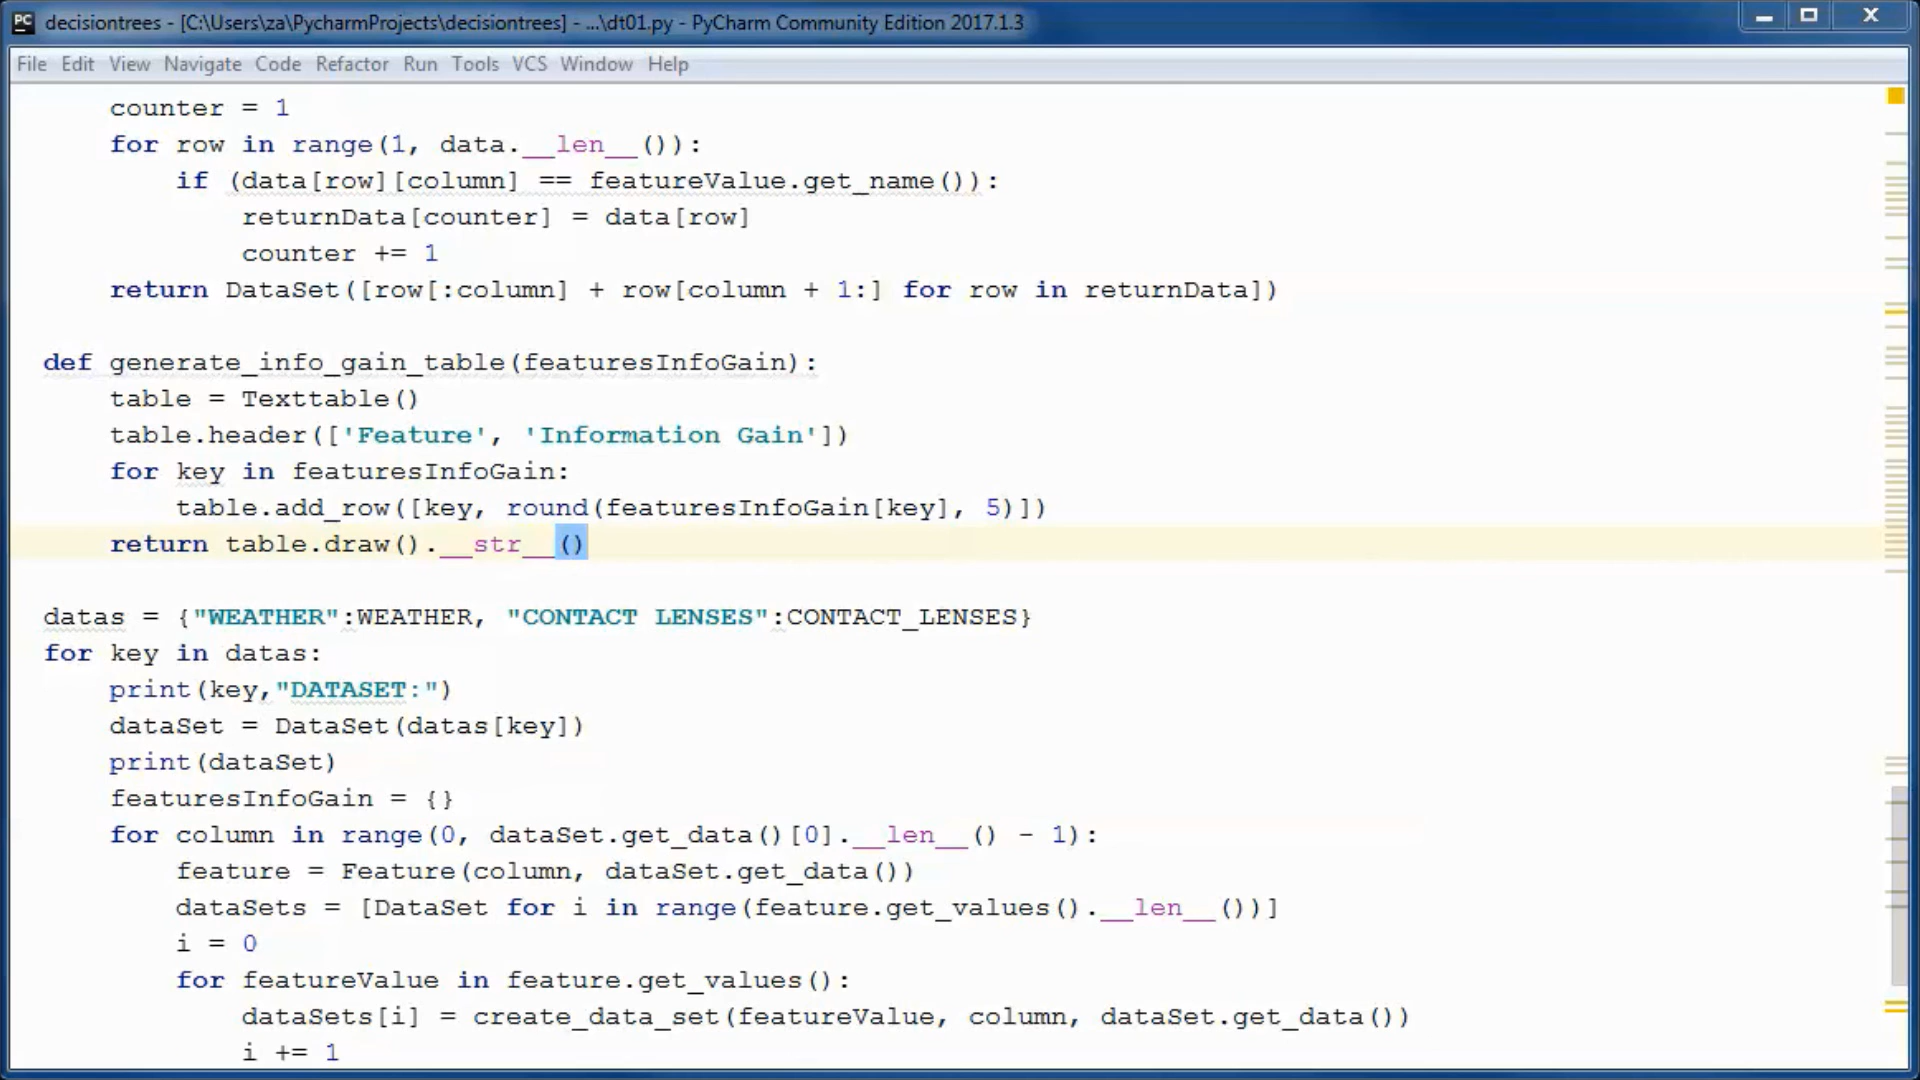 PC decisiontrees - [C:\Users\za\PycharmProjects\decisiontrees] - ...\dt01.py - PyCharm Community Edition 2017.1.3
File Edit View Navigate Code Refactor Run Tools VCS Window Help
    counter = 1
    for row in range(1, data.__len__()):
        if (data[row][column] == featureValue.get_name()):
            returnData[counter] = data[row]
            counter += 1
    return DataSet([row[:column] + row[column + 1:] for row in returnData])
def generate_info_gain_table(featuresInfoGain):
    table = Texttable()
    table.header(['Feature', 'Information Gain'])
    for key in featuresInfoGain:
        table.add_row([key, round(featuresInfoGain[key], 5)])
    return table.draw().__str__()
datas = {"WEATHER":WEATHER, "CONTACT LENSES":CONTACT_LENSES}
for key in datas:
    print(key,"DATASET:")
    dataSet = DataSet(datas[key])
    print(dataSet)
    featuresInfoGain = {}
    for column in range(0, dataSet.get_data()[0].__len__() - 1):
        feature = Feature(column, dataSet.get_data())
        dataSets = [DataSet for i in range(feature.get_values().__len__())]
        i = 0
        for featureValue in feature.get_values():
            dataSets[i] = create_data_set(featureValue, column, dataSet.get_data())
            i += 1